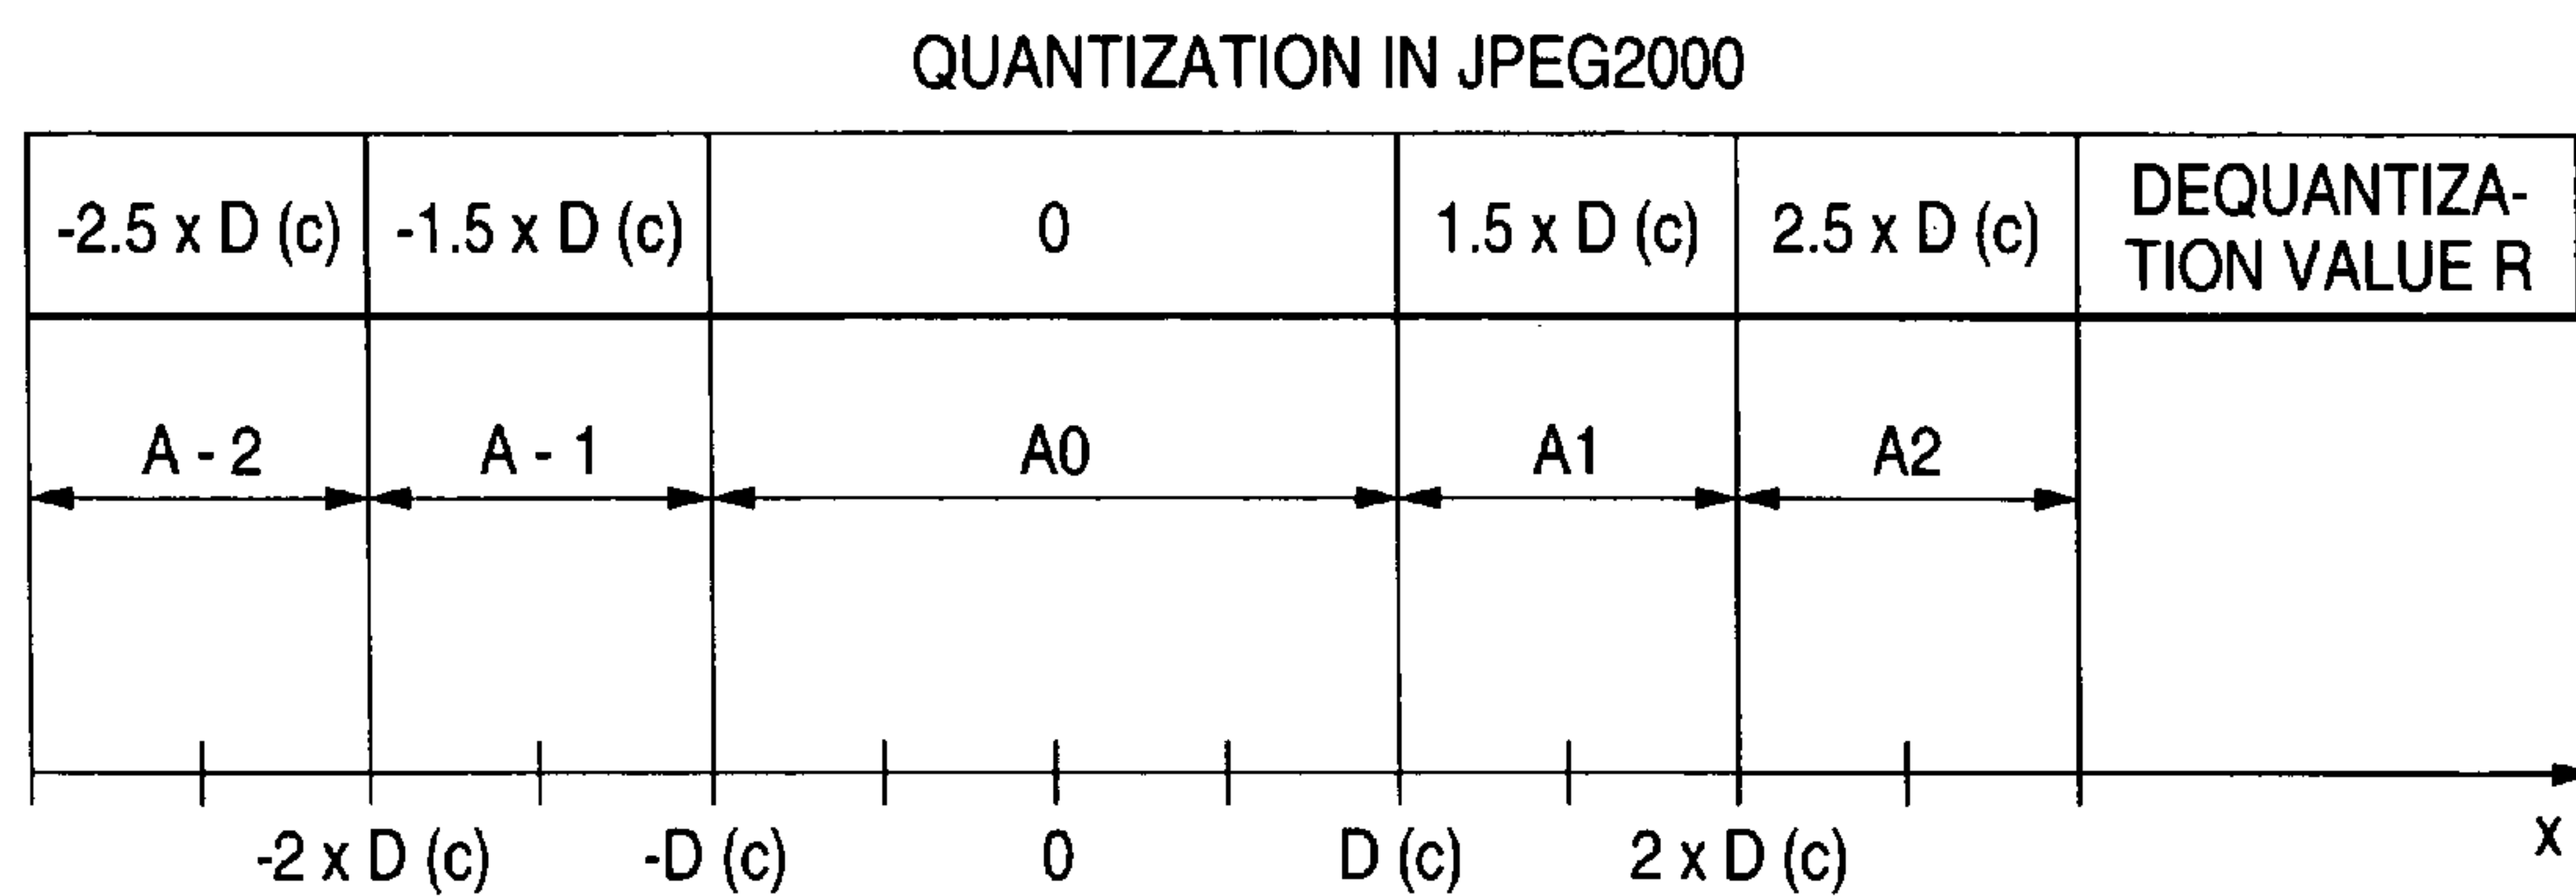 QUANTIZATION IN JPEG2000
-2.5 x D (c) -1.5 x D (c) 0 1.5 x D (c) 2.5 x D (c) DEQUANTIZA-
TION VALUE R
A - 2 A - 1 A0 A1 A2
-2 x D (c) -D (c) 0 D (c) 2 x D (c) x